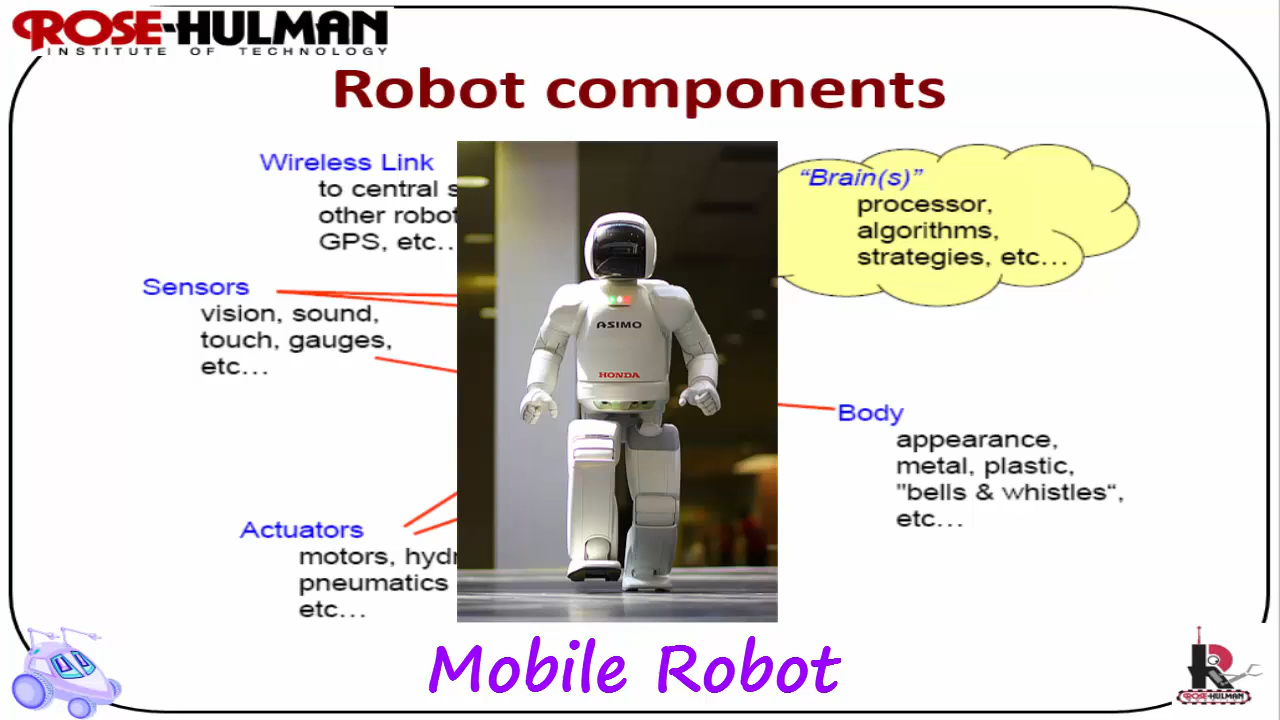 ROSE-HULMAN
INSTITUTE OF TECHNOLOGY
Robot components
Wireless Link
to central
other robot
GPS, etc…
Sensors
vision, sound,
touch, gauges,
etc…
Actuators
motors,
pneumatics
etc…
ASIMO
HONDA
“Brain(s)”
processor,
algorithms,
strategies, etc…
Body
appearance,
metal, plastic,
"bells & whistles“,
etc…
Mobile Robot
R
ROSE-HULMAN